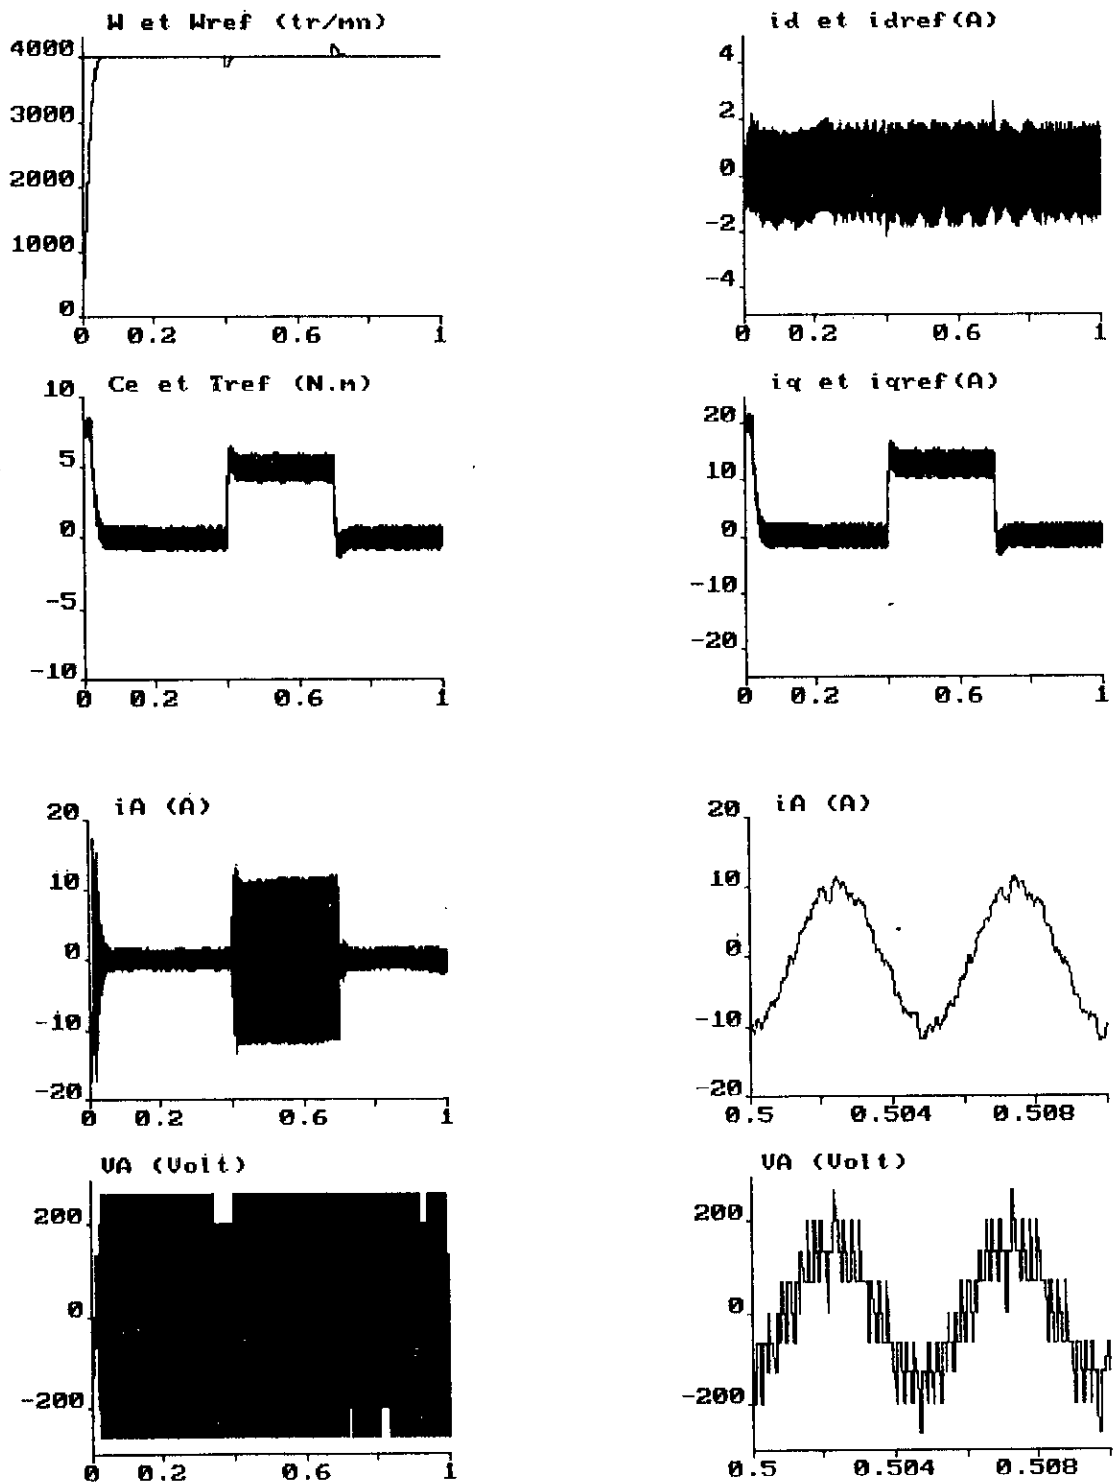 W et Wref (tr/mn)
4000
3000
2000
1000
0
0 0.2 0.6 1
id et idref(A)
4
2
0
-2
-4
0 0.2 0.6 1
Ce et Tref (N.m)
10
5
0
-5
-10
0 0.2 0.6 1
iq et iqref(A)
20
10
0
-10
-20
0 0.2 0.6 1
iA (A)
20
10
0
-10
-20
0 0.2 0.6 1
iA (A)
20
10
0
-10
-20
0.5 0.504 0.508
VA (Volt)
200
0
-200
0 0.2 0.6 1
VA (Volt)
200
0
-200
0.5 0.504 0.508